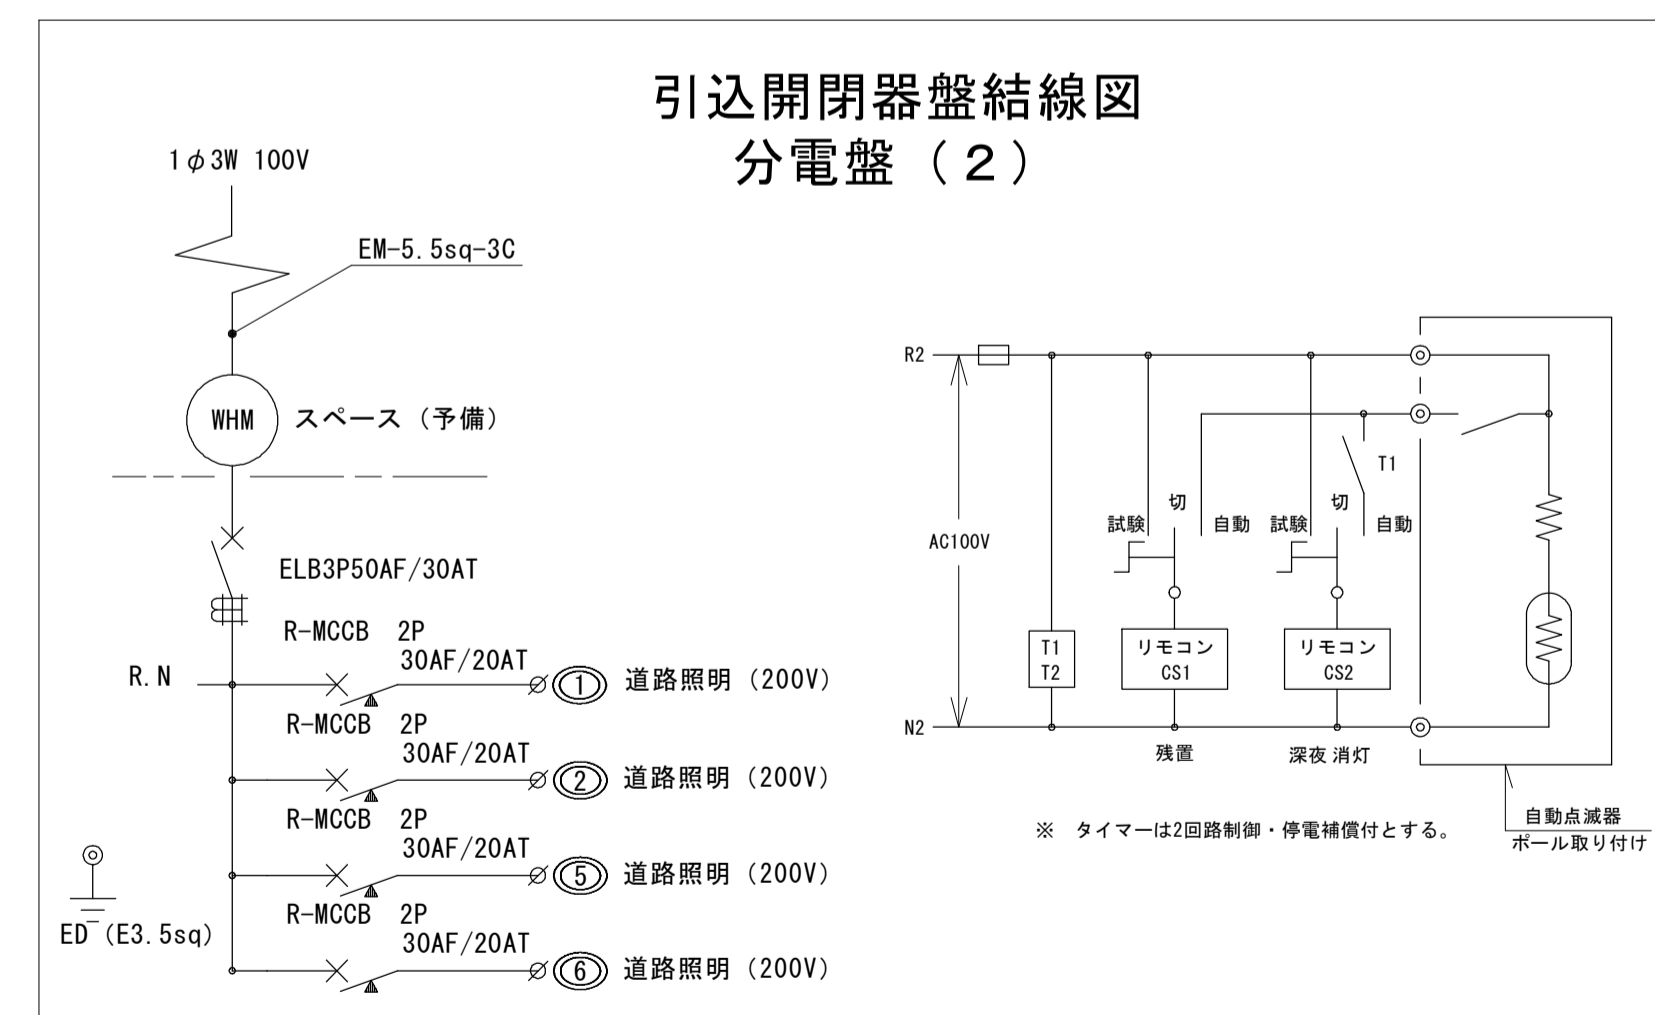 引込開閉器盤結線図
分電盤（２）
1φ3W 100V
EM-5.5sq-3C
WHM
スペース（予備）
ELB3P50AF/30AT
R-MCCB 2P
30AF/20AT
R.N
1
道路照明（200V）
R-MCCB 2P
30AF/20AT
2
道路照明（200V）
R-MCCB 2P
30AF/20AT
5
道路照明（200V）
R-MCCB 2P
30AF/20AT
6
道路照明（200V）
ED（E3.5sq）
R2
AC100V
N2
T1
T2
試験
切
自動
リモコン
CS1
残置
試験
切
自動
T1
リモコン
CS2
深夜消灯
※ タイマーは2回路制御・停電補償付とする。
自動点滅器
ポール取り付け